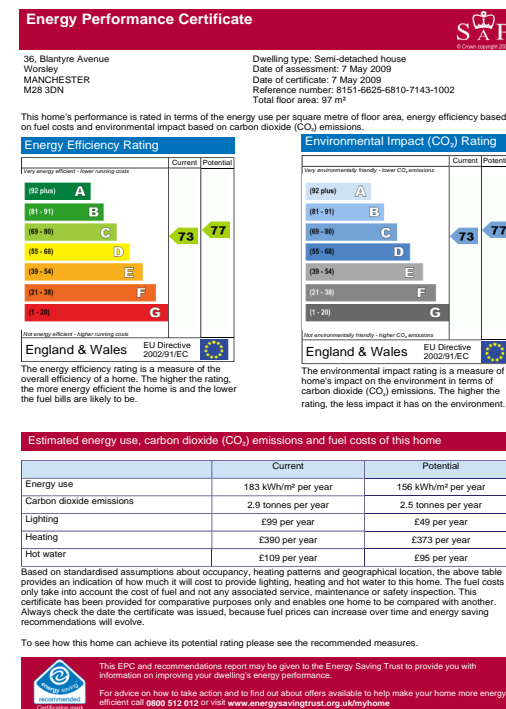 Energy Performance Certificate
SAP
© Crown copyright 200
36, Blantyre Avenue
Worsley
MANCHESTER
M28 3DN
Dwelling type: Semi-detached house
Date of assessment: 7 May 2009
Date of certificate: 7 May 2009
Reference number: 8151-6625-6810-7143-1002
Total floor area: 97 m²
This home's performance is rated in terms of the energy use per square metre of floor area, energy efficiency based
on fuel costs and environmental impact based on carbon dioxide (CO₂) emissions.
Energy Efficiency Rating
Current Potential
Very energy efficient - lower running costs
(92 plus) A
(81 - 91) B
(69 - 80) C
(55 - 68) D
(39 - 54) E
(21 - 38) F
(1 - 20) G
73
77
Not energy efficient - higher running costs
England & Wales
EU Directive
2002/91/EC
The energy efficiency rating is a measure of the
overall efficiency of a home. The higher the rating,
the more energy efficient the home is and the lower
the fuel bills are likely to be.
Environmental Impact (CO₂) Rating
Current Potenti
Very environmentally friendly - lower CO₂ emissions
(92 plus) A
(81 - 91) B
(69 - 80) C
(55 - 68) D
(39 - 54) E
(21 - 38) F
(1 - 20) G
73
77
Not environmentally friendly - higher CO₂ emissions
England & Wales
EU Directive
2002/91/EC
The environmental impact rating is a measure of
home's impact on the environment in terms of
carbon dioxide (CO₂) emissions. The higher the
rating, the less impact it has on the environment.
Estimated energy use, carbon dioxide (CO₂) emissions and fuel costs of this home
Current Potential
Energy use 183 kWh/m² per year 156 kWh/m² per year
Carbon dioxide emissions 2.9 tonnes per year 2.5 tonnes per year
Lighting £99 per year £49 per year
Heating £390 per year £373 per year
Hot water £109 per year £95 per year
Based on standardised assumptions about occupancy, heating patterns and geographical location, the above table
provides an indication of how much it will cost to provide lighting, heating and hot water to this home. The fuel costs
only take into account the cost of fuel and not any associated service, maintenance or safety inspection. This
certificate has been provided for comparative purposes only and enables one home to be compared with another.
Always check the date the certificate was issued, because fuel prices can increase over time and energy saving
recommendations will evolve.
To see how this home can achieve its potential rating please see the recommended measures.
energy saving
recommended
Certification mark
This EPC and recommendations report may be given to the Energy Saving Trust to provide you with
information on improving your dwelling's energy performance.
For advice on how to take action and to find out about offers available to help make your home more energy
efficient call 0800 512 012 or visit www.energysavingtrust.org.uk/myhome